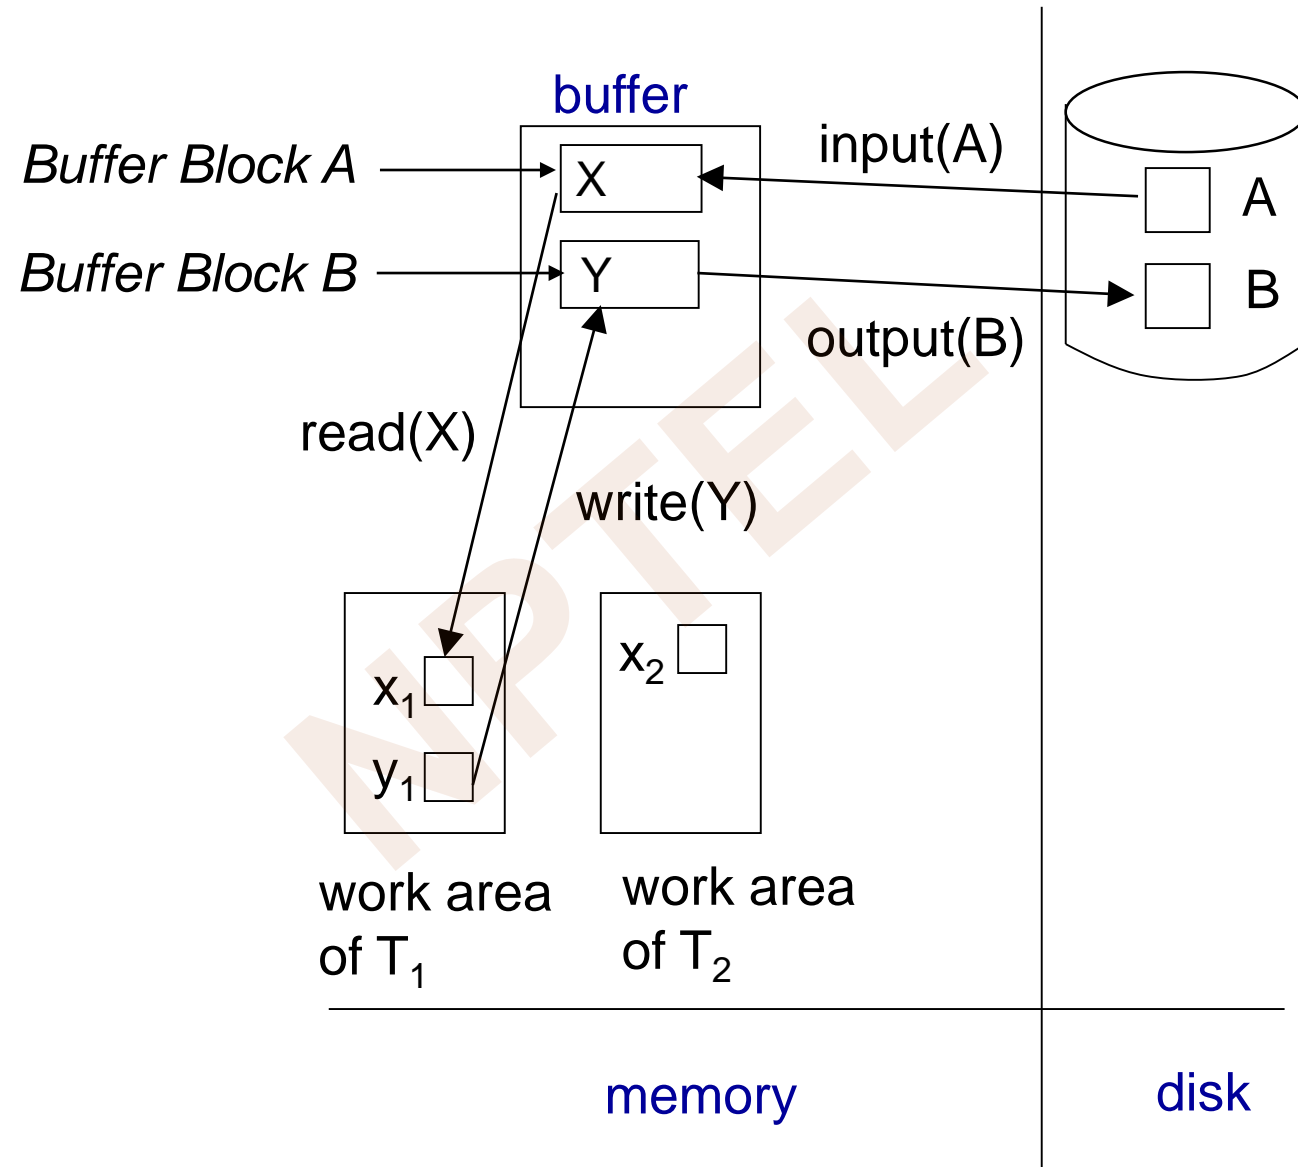 buffer
Buffer Block A
X
input(A)
A
Buffer Block B
Y
B
output(B)
read(X)
write(Y)
NPTEL
x₁
x₂
y₁
work area
of T₁
work area
of T₂
memory
disk